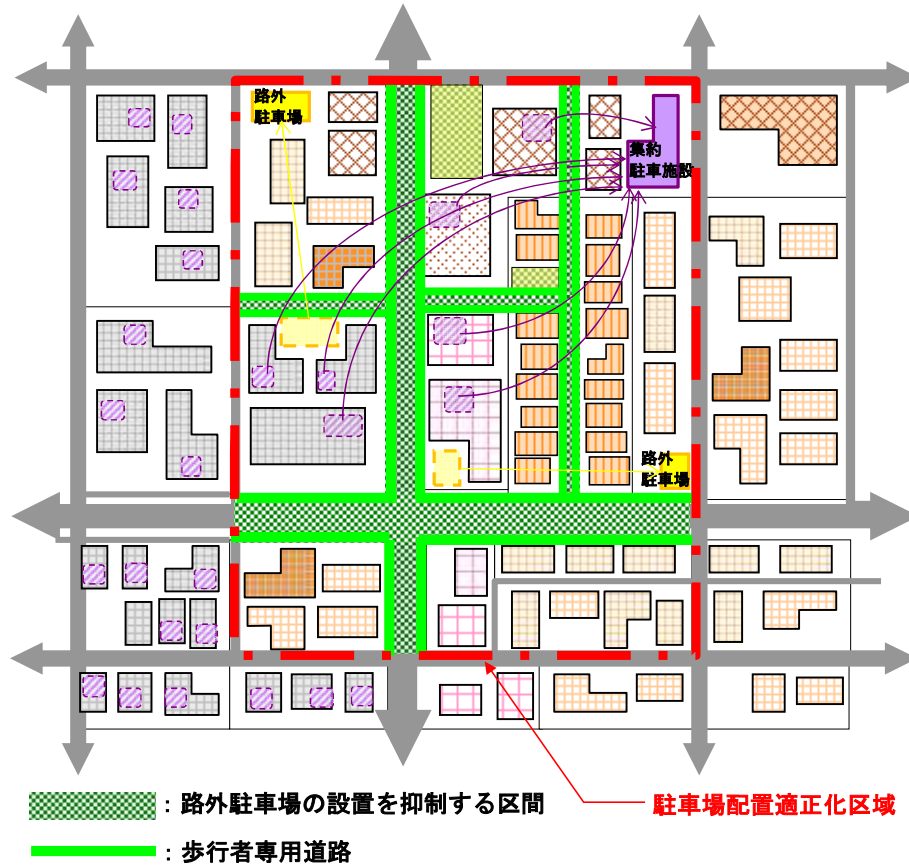 路外
駐車場
集約
駐車施設
路外
駐車場
：路外駐車場の設置を抑制する区間
駐車場配置適正化区域
：歩行者専用道路